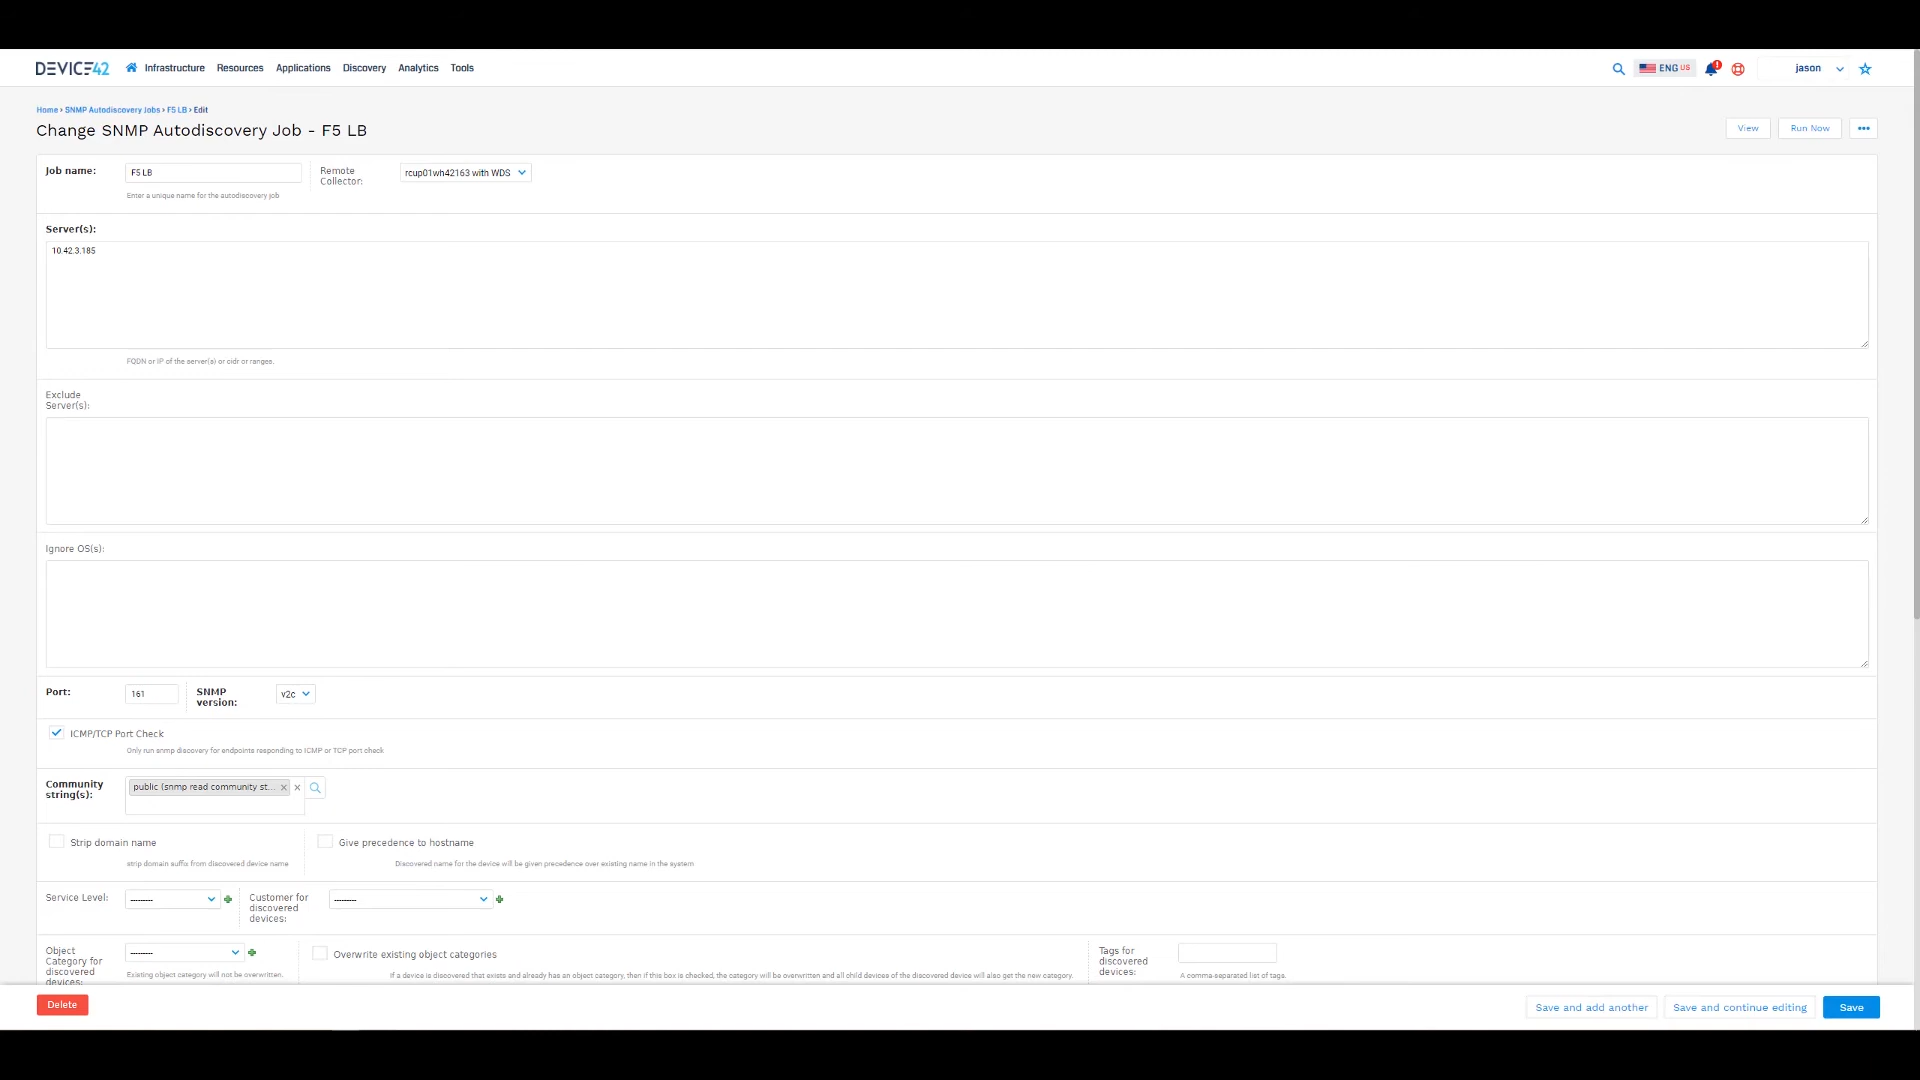 DEVICE42 Infrastructure Resources Applications Discovery Analytics Tools ENG US ! jason
Home › SNMP Autodiscovery Jobs › F5 LB › Edit
Change SNMP Autodiscovery Job - F5 LB
View Run Now •••
Job name: F5 LB Remote Collector: rcup01wh42163 with WDS
Enter a unique name for the autodiscovery job
Server(s):
10.42.3.185
FQDN or IP of the server(s) or cidr or ranges.
Exclude
Server(s):
Ignore OS(s):
Port: 161 SNMP version: v2c
ICMP/TCP Port Check
Only run snmp discovery for endpoints responding to ICMP or TCP port check
Community string(s): public (snmp read community st... × ×
Strip domain name Give precedence to hostname
strip domain suffix from discovered device name Discovered name for the device will be given precedence over existing name in the system
Service Level: --------- Customer for discovered devices: ---------
Object Category for discovered devices: --------- Overwrite existing object categories Tags for discovered devices:
Existing object category will not be overwritten. If a device is discovered that exists and already has an object category, then if this box is checked, the category will be overwritten and all child devices of the discovered device will also get the new category. A comma-separated list of tags.
Delete Save and add another Save and continue editing Save